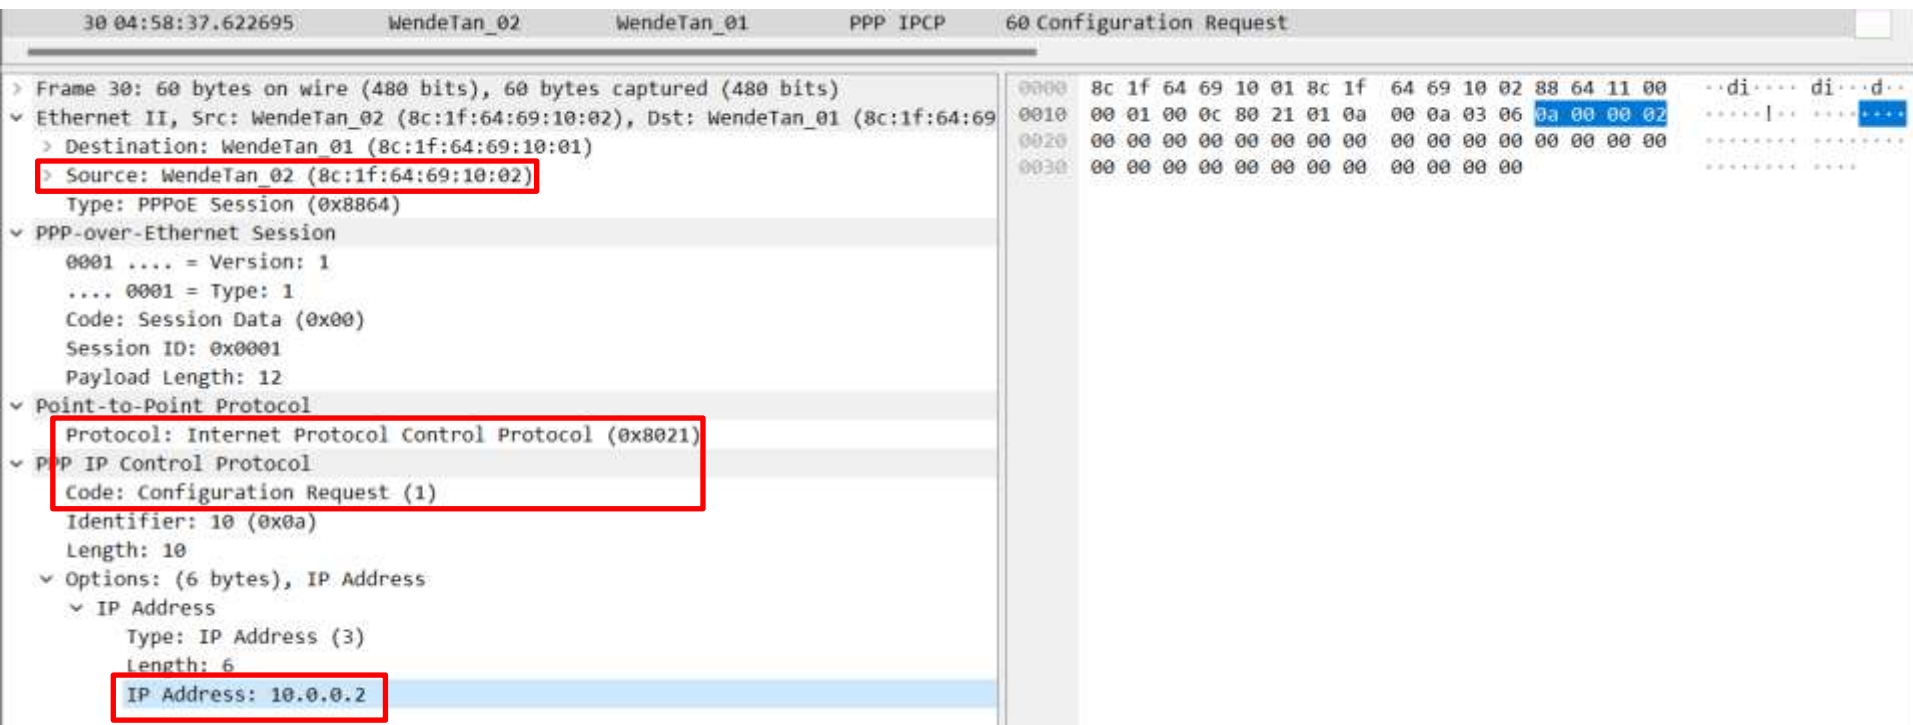 30 04:58:37.622695 WendeTan_02 WendeTan_01 PPP IPCP 60 Configuration Request
Frame 30: 60 bytes on wire (480 bits), 60 bytes captured (480 bits)
Ethernet II, Src: WendeTan_02 (8c:1f:64:69:10:02), Dst: WendeTan_01 (8c:1f:64:69
Destination: WendeTan_01 (8c:1f:64:69:10:01)
Source: WendeTan_02 (8c:1f:64:69:10:02)
Type: PPPoE Session (0x8864)
PPP-over-Ethernet Session
0001 .... = Version: 1
.... 0001 = Type: 1
Code: Session Data (0x00)
Session ID: 0x0001
Payload Length: 12
Point-to-Point Protocol
Protocol: Internet Protocol Control Protocol (0x8021)
PPP IP Control Protocol
Code: Configuration Request (1)
Identifier: 10 (0x0a)
Length: 10
Options: (6 bytes), IP Address
IP Address
Type: IP Address (3)
Length: 6
IP Address: 10.0.0.2
0000 8c 1f 64 69 10 01 8c 1f 64 69 10 02 88 64 11 00 ··di···· di···d··
0010 00 01 00 0c 80 21 01 0a 00 0a 03 06 0a 00 00 02 ·····!·· ········
0020 00 00 00 00 00 00 00 00 00 00 00 00 00 00 00 00 ········ ········
0030 00 00 00 00 00 00 00 00 00 00 00 00 ········ ····